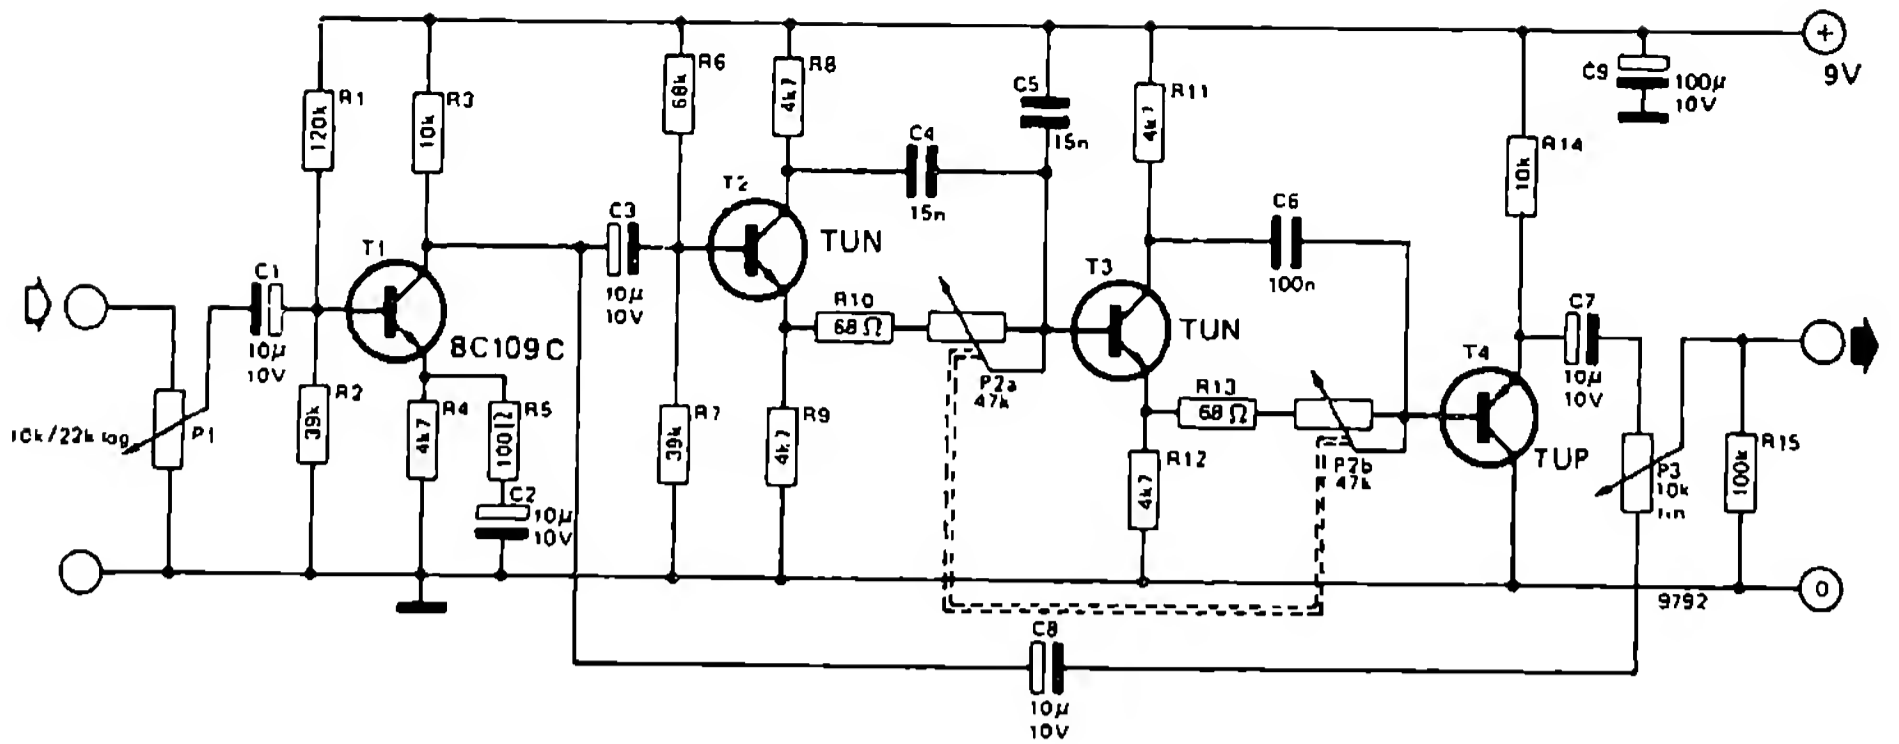 R1
120k
R3
10k
R6
68k
R8
4k7
C5
15n
R11
4k7
C9
100µ
10V
+
9V
C4
15n
R14
10k
T2
TUN
C3
10µ
10V
C6
100n
T1
BC109C
C1
10µ
10V
T3
TUN
R10
68Ω
P2a
47k
C7
10µ
10V
T4
TUP
R2
39k
R4
4k7
R5
100Ω
10k/22k log
P1
R7
39k
R9
4k7
R13
68Ω
P2b
47k
R12
4k7
P3
10k
lin
R15
100k
C2
10µ
10V
9792
0
C8
10µ
10V